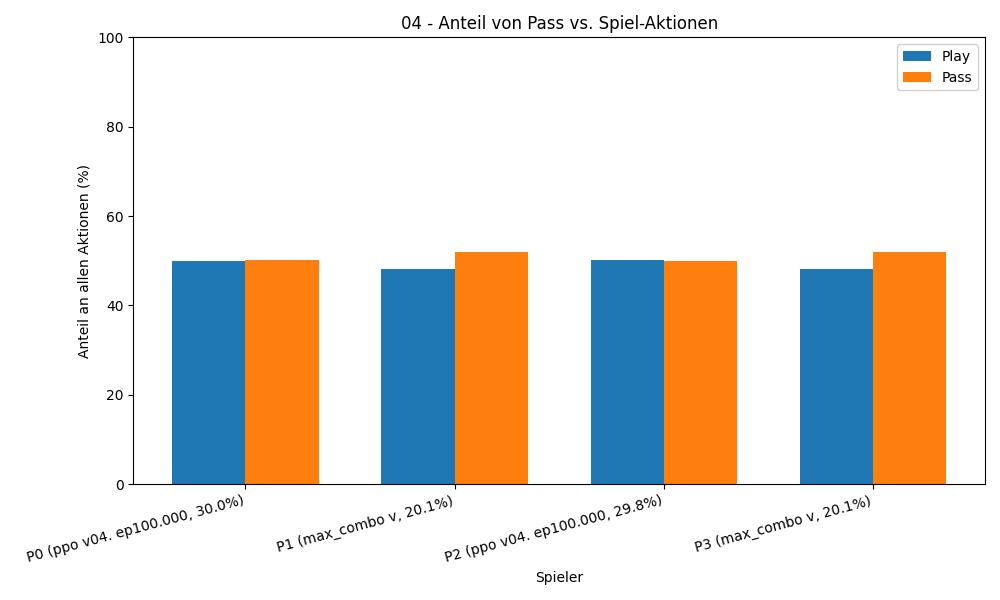 04 - Anteil von Pass vs. Spiel-Aktionen
Play
Pass
Anteil an allen Aktionen (%)
100
80
60
40
20
0
P0 (ppo v04. ep100.000, 30.0%)
P1 (max_combo v, 20.1%)
P2 (ppo v04. ep100.000, 29.8%)
P3 (max_combo v, 20.1%)
Spieler